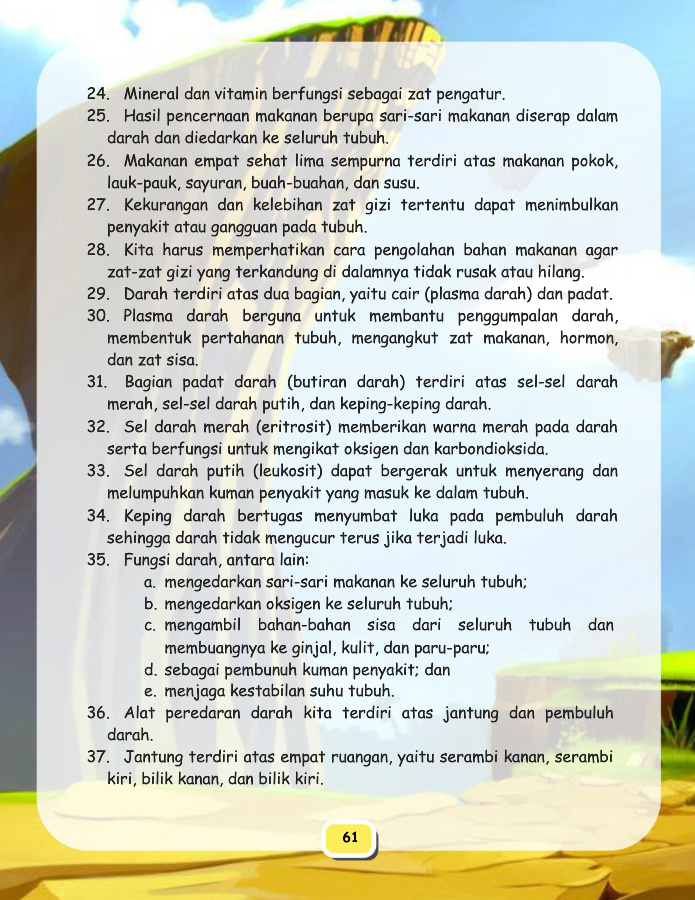 24. Mineral dan vitamin berfungsi sebagai zat pengatur.
25. Hasil pencernaan makanan berupa sari-sari makanan diserap dalam
darah dan diedarkan ke seluruh tubuh.
26. Makanan empat sehat lima sempurna terdiri atas makanan pokok,
lauk-pauk, sayuran, buah-buahan, dan susu.
27. Kekurangan dan kelebihan zat gizi tertentu dapat menimbulkan
penyakit atau gangguan pada tubuh.
28. Kita harus memperhatikan cara pengolahan bahan makanan agar
zat-zat gizi yang terkandung di dalamnya tidak rusak atau hilang.
29. Darah terdiri atas dua bagian, yaitu cair (plasma darah) dan padat.
30. Plasma darah berguna untuk membantu penggumpalan darah,
membentuk pertahanan tubuh, mengangkut zat makanan, hormon,
dan zat sisa.
31. Bagian padat darah (butiran darah) terdiri atas sel-sel darah
merah, sel-sel darah putih, dan keping-keping darah.
32. Sel darah merah (eritrosit) memberikan warna merah pada darah
serta berfungsi untuk mengikat oksigen dan karbondioksida.
33. Sel darah putih (leukosit) dapat bergerak untuk menyerang dan
melumpuhkan kuman penyakit yang masuk ke dalam tubuh.
34. Keping darah bertugas menyumbat luka pada pembuluh darah
sehingga darah tidak mengucur terus jika terjadi luka.
35. Fungsi darah, antara lain:
a. mengedarkan sari-sari makanan ke seluruh tubuh;
b. mengedarkan oksigen ke seluruh tubuh;
c. mengambil bahan-bahan sisa dari seluruh tubuh dan
membuangnya ke ginjal, kulit, dan paru-paru;
d. sebagai pembunuh kuman penyakit; dan
e. menjaga kestabilan suhu tubuh.
36. Alat peredaran darah kita terdiri atas jantung dan pembuluh
darah.
37. Jantung terdiri atas empat ruangan, yaitu serambi kanan, serambi
kiri, bilik kanan, dan bilik kiri.
61